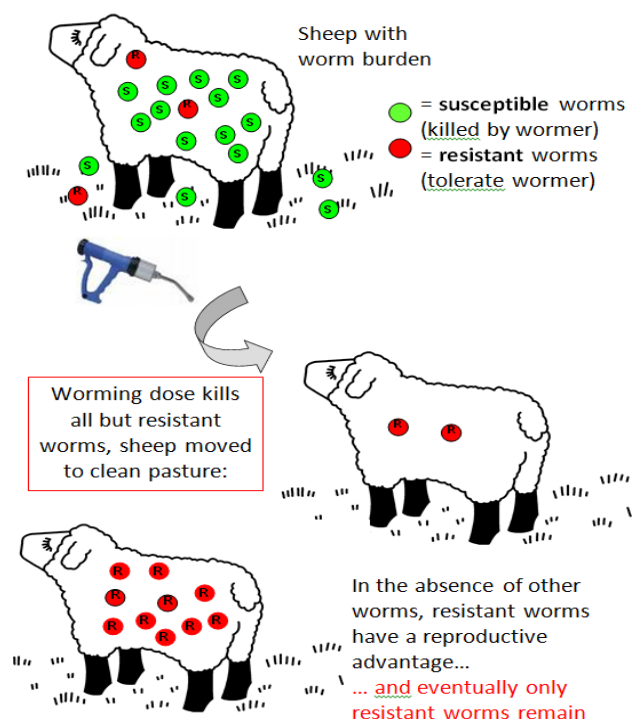 Sheep with
worm burden
R
S S
S S S
S R
S S
S S
S
= susceptible worms
(killed by wormer)
= resistant worms
(tolerate wormer)
S
S
R S
S
Worming dose kills
all but resistant
worms, sheep moved
to clean pasture:
R R
R R
R R R
R R R R
R
In the absence of other
worms, resistant worms
have a reproductive
advantage…
… and eventually only
resistant worms remain